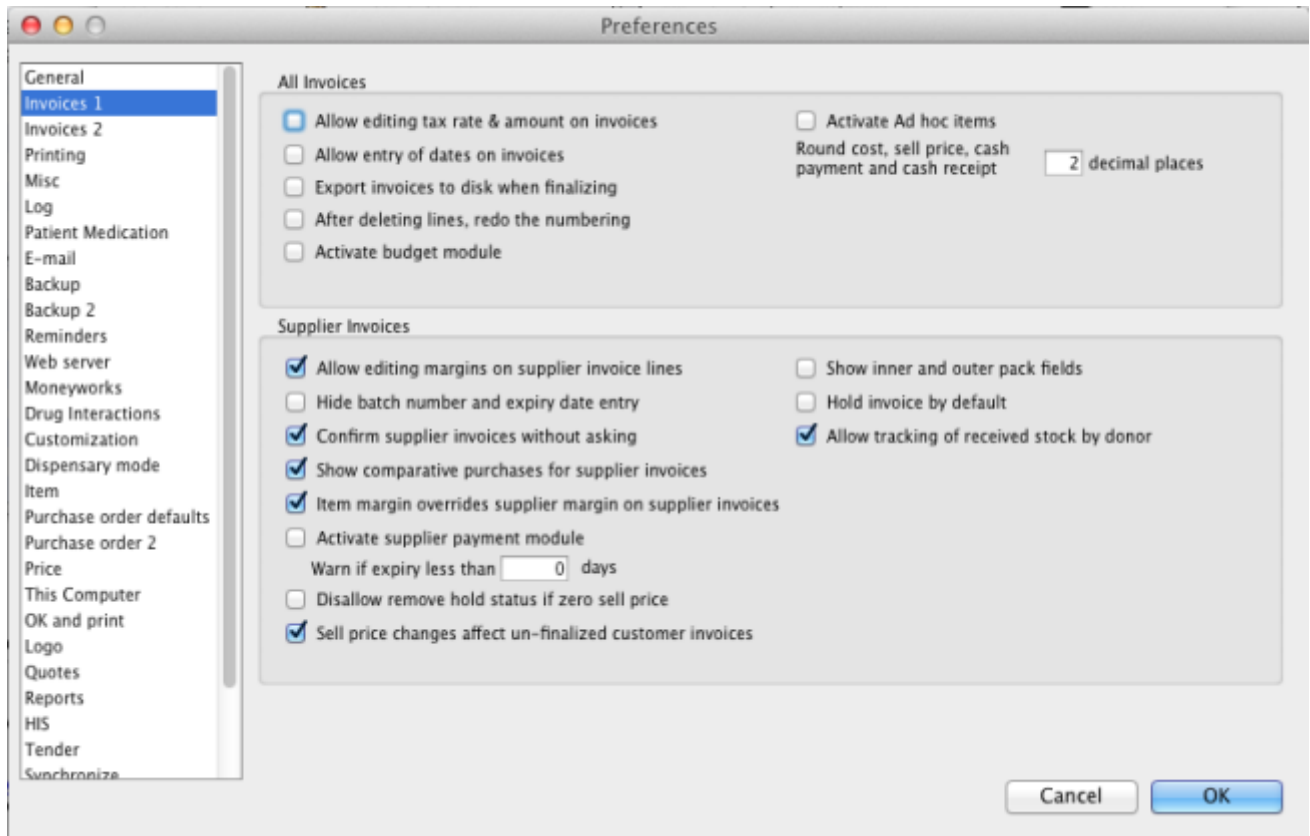 Preferences
General
Invoices 1
Invoices 2
Printing
Misc
Log
Patient Medication
E-mail
Backup
Backup 2
Reminders
Web server
Moneyworks
Drug Interactions
Customization
Dispensary mode
Item
Purchase order defaults
Purchase order 2
Price
This Computer
OK and print
Logo
Quotes
Reports
HIS
Tender
Synchronize
All Invoices
Allow editing tax rate & amount on invoices
Allow entry of dates on invoices
Export invoices to disk when finalizing
After deleting lines, redo the numbering
Activate budget module
Activate Ad hoc items
Round cost, sell price, cash
payment and cash receipt 2 decimal places
Supplier Invoices
Allow editing margins on supplier invoice lines
Hide batch number and expiry date entry
Confirm supplier invoices without asking
Show comparative purchases for supplier invoices
Item margin overrides supplier margin on supplier invoices
Activate supplier payment module
Warn if expiry less than 0 days
Disallow remove hold status if zero sell price
Sell price changes affect un-finalized customer invoices
Show inner and outer pack fields
Hold invoice by default
Allow tracking of received stock by donor
Cancel
OK